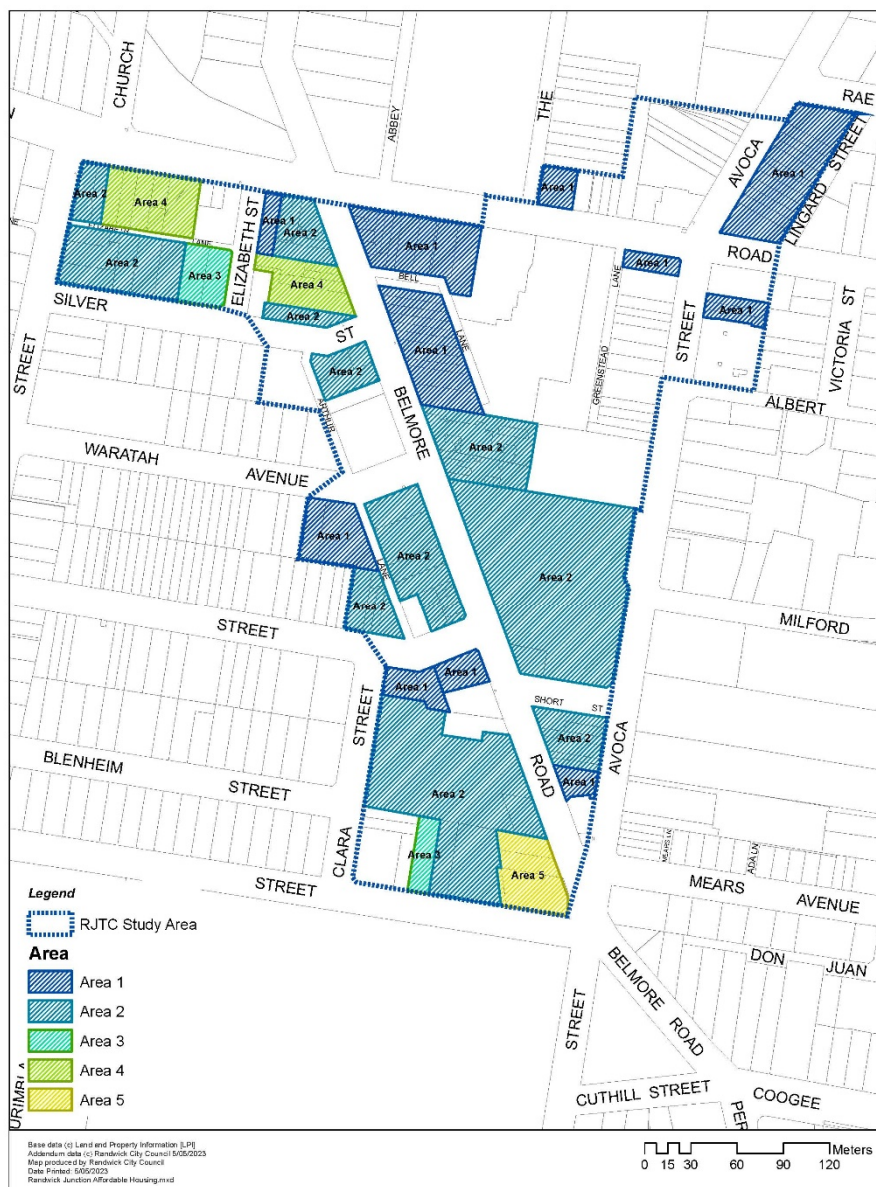 CHURCH
ABBEY
THE
RAE
AVOCA
LINGARD STREET
Area 1
Area 1
Area 2
Area 4
ELIZABETH ST
Area 1
Area 2
Area 1
ROAD
LANE
Area 2
Area 3
Area 4
BELL
LANE
Area 1
Area 1
SILVER
ST
Area 2
Area 2
Area 1
LANE
GREENSTEAD
STREET
VICTORIA ST
STREET
ARTHUR
BELMORE
ALBERT
WARATAH
AVENUE
Area 2
Area 1
Area 2
Area 2
LANE
Area 2
STREET
MILFORD
Area 1
Area 1
SHORT ST
STREET
Area 2
AVOCA
BLENHEIM
STREET
Area 2
ROAD
Area 1
CLARA
Area 3
Area 5
MEARS LN
ADA LN
STREET
MEARS
AVENUE
DON JUAN
BELMORE ROAD
STREET
CUTHILL STREET
COOGEE
PER
Legend
RJTC Study Area
Area
Area 1
Area 2
Area 3
Area 4
Area 5
Base data (c) Land and Property Information [LPI]
Addendum data (c) Randwick City Council 5/05/2023
Map produced by Randwick City Council
Date Printed: 5/05/2023
Randwick Junction Affordable Housing.mxd
Meters
0 15 30 60 90 120